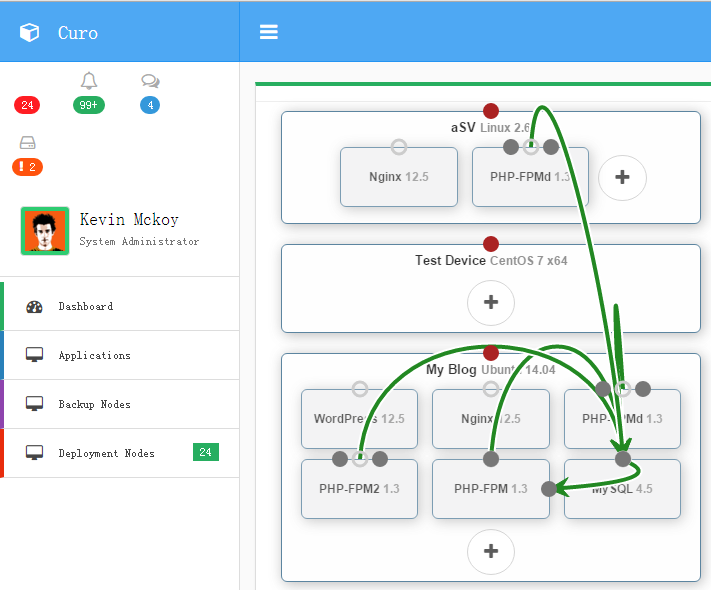 Curo
24
99+
4
! 2
Kevin Mckoy
System Administrator
Dashboard
Applications
Backup Nodes
Deployment Nodes 24
aSV Linux 2.6
Nginx 12.5
PHP-FPMd 1.3
Test Device CentOS 7 x64
My Blog Ubuntu 14.04
WordPress 12.5
Nginx 12.5
PHP-FPMd 1.3
PHP-FPM2 1.3
PHP-FPM 1.3
MySQL 4.5